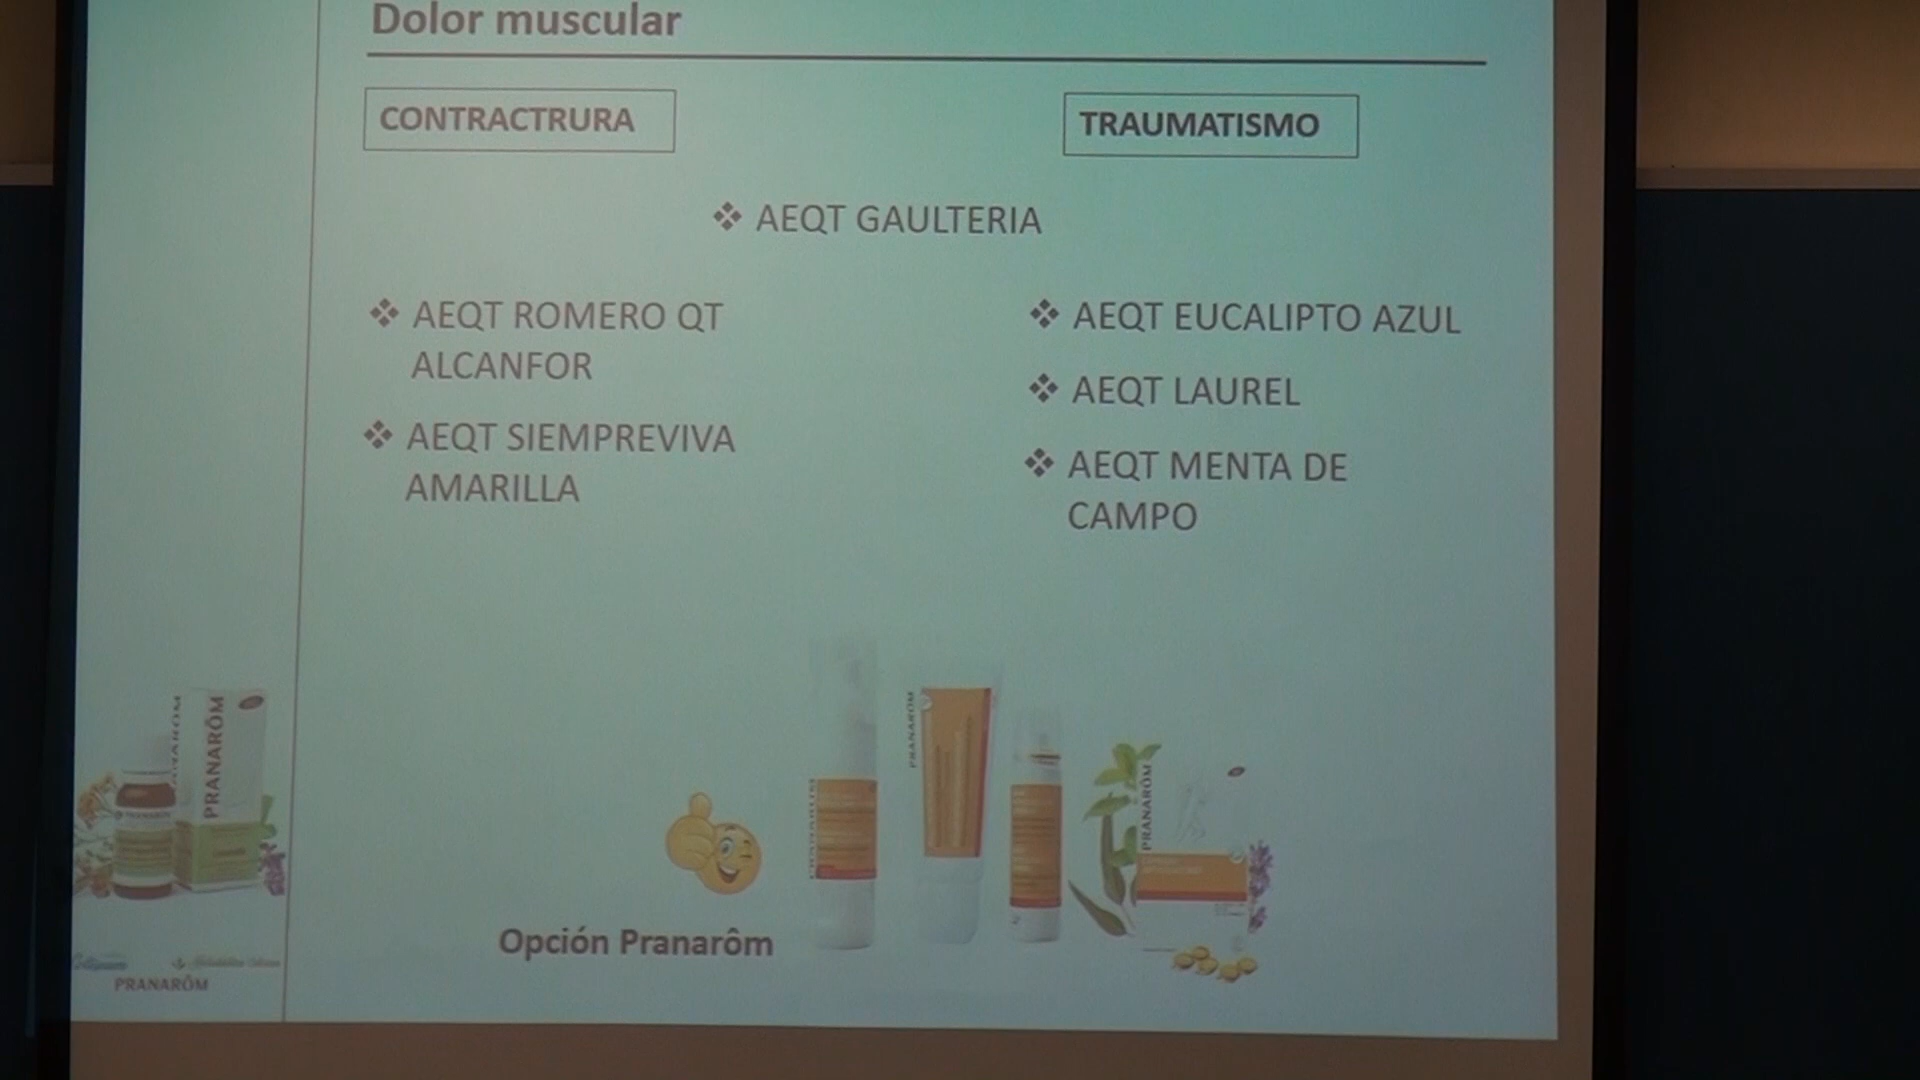 Dolor muscular
CONTRACTRURA
TRAUMATISMO
❖ AEQT GAULTERIA
❖ AEQT ROMERO QT
ALCANFOR
❖ AEQT SIEMPREVIVA
AMARILLA
❖ AEQT EUCALIPTO AZUL
❖ AEQT LAUREL
❖ AEQT MENTA DE
CAMPO
Opción Pranarôm
PRANARÔM
PRANARÔM
PRANARÔM
PRANARÔM
PRANARÔM